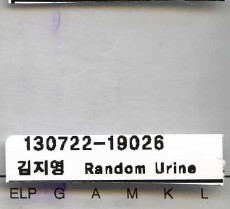 130722-19026
김지영 Random Urine
ELP G A M K L